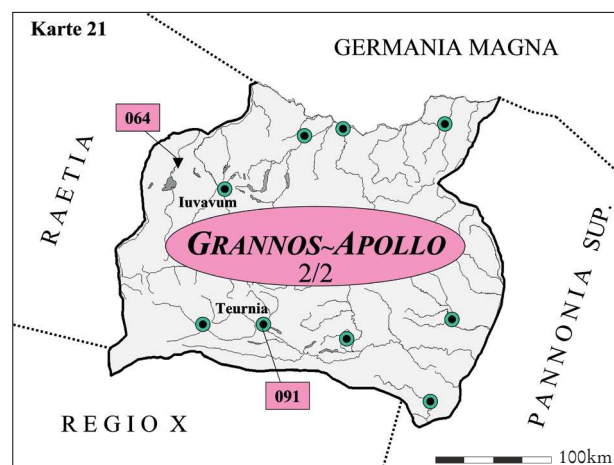 Karte 21
GERMANIA MAGNA
064
RAETIA
Iuvavum
GRANNOS~APOLLO
2/2
PANNONIA SUP.
Teurnia
091
REGIO X
100km